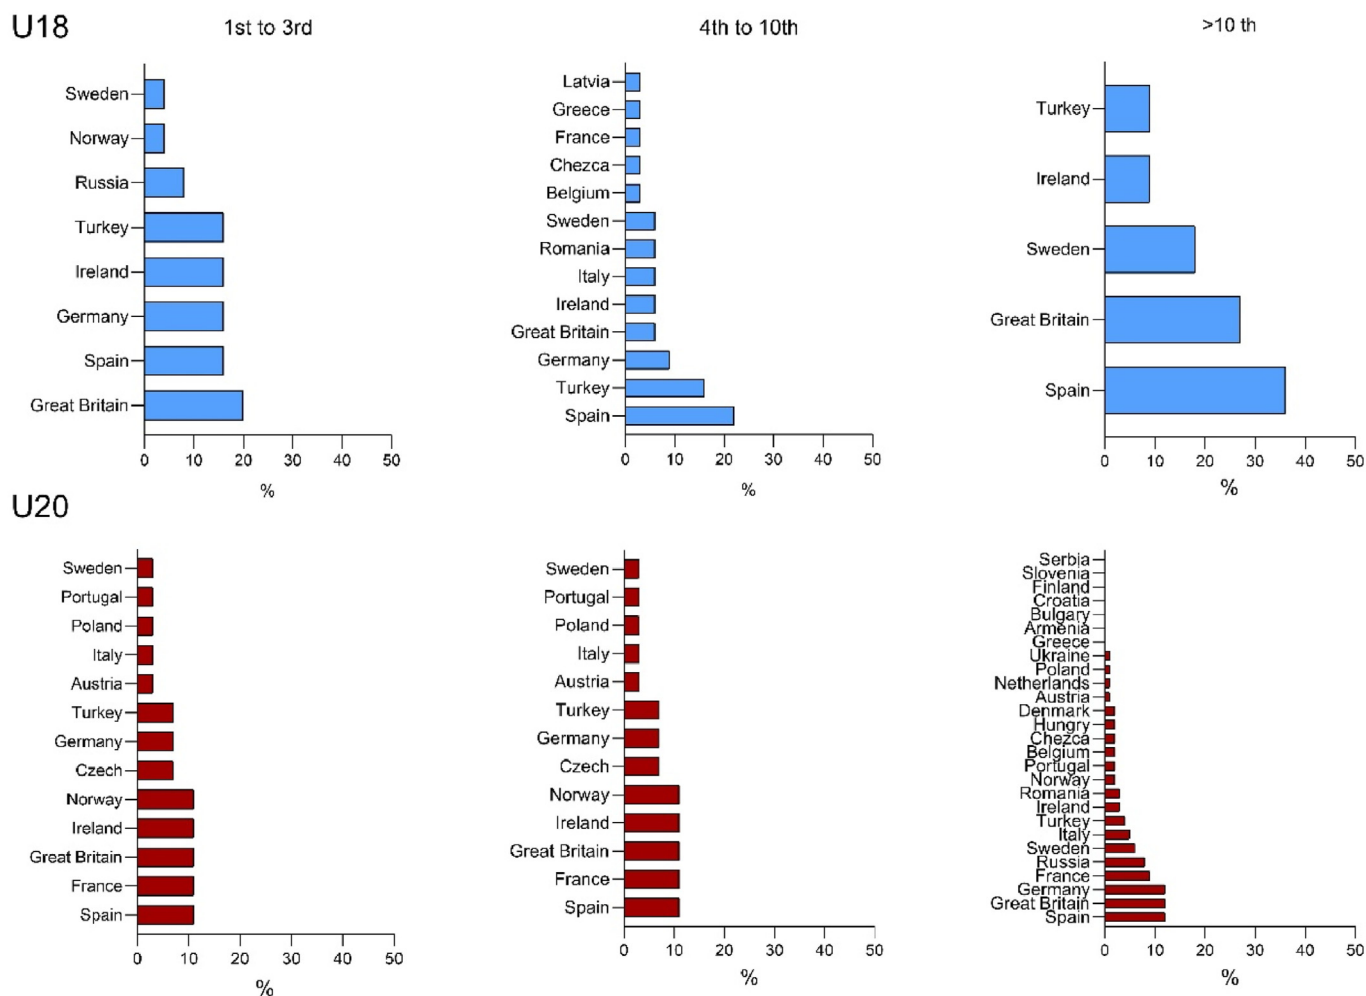 U18
1st to 3rd
4th to 10th
>10 th
Sweden
Norway
Russia
Turkey
Ireland
Germany
Spain
Great Britain
0 10 20 30 40 50
%
Latvia
Greece
France
Chezca
Belgium
Sweden
Romania
Italy
Ireland
Great Britain
Germany
Turkey
Spain
0 10 20 30 40 50
%
Turkey
Ireland
Sweden
Great Britain
Spain
0 10 20 30 40 50
%
U20
Sweden
Portugal
Poland
Italy
Austria
Turkey
Germany
Czech
Norway
Ireland
Great Britain
France
Spain
0 10 20 30 40 50
%
Sweden
Portugal
Poland
Italy
Austria
Turkey
Germany
Czech
Norway
Ireland
Great Britain
France
Spain
0 10 20 30 40 50
%
Serbia
Slovenia
Finland
Croatia
Bulgary
Armenia
Greece
Ukraine
Poland
Netherlands
Austria
Denmark
Hungry
Chezca
Belgium
Portugal
Norway
Romania
Ireland
Turkey
Italy
Sweden
Russia
France
Germany
Great Britain
Spain
0 10 20 30 40 50
%